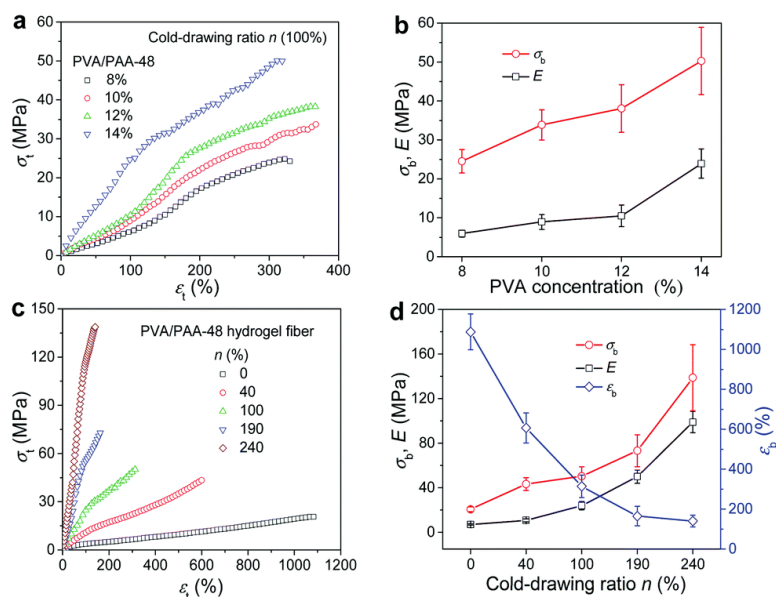 a
Cold-drawing ratio n (100%)
PVA/PAA-48
8%
10%
12%
14%
60
50
40
30
20
10
0
0 100 200 300 400
σt (MPa)
εt (%)
b
σb
E
60
50
40
30
20
10
0
8 10 12 14
σb, E (MPa)
PVA concentration (%)
c
PVA/PAA-48 hydrogel fiber
n (%)
0
40
100
190
240
150
135
90
45
0
0 200 400 600 800 1000
σt (MPa)
εt (%)
d
σb
E
εb
200
160
120
80
40
0
0 40 100 190 240
1200
1000
800
600
400
200
0
σb, E (MPa)
εb (%)
Cold-drawing ratio n (%)